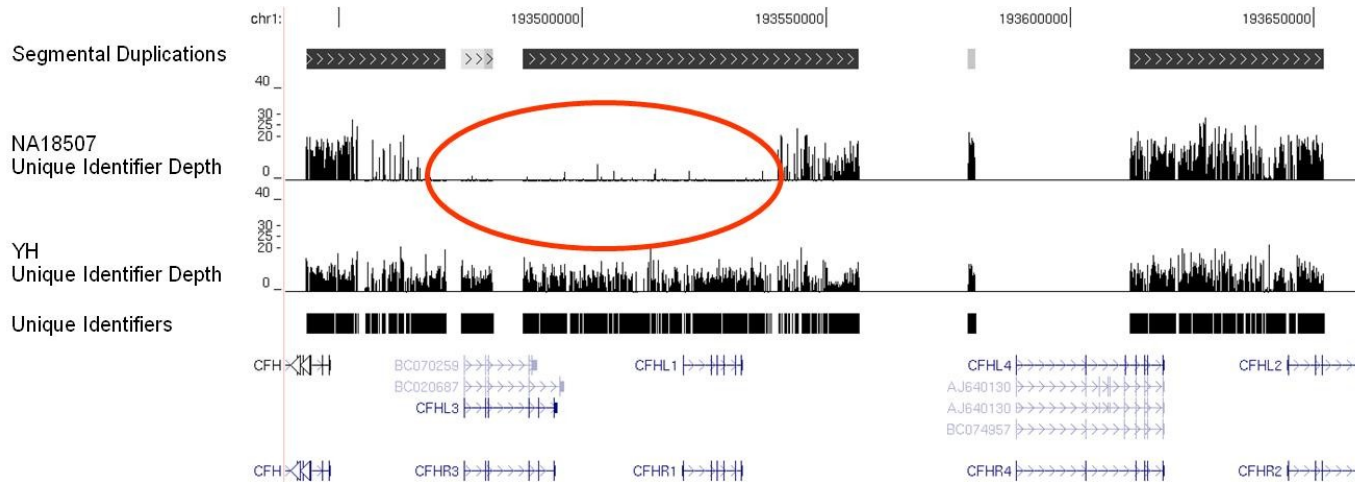 chr1: 193500000 193550000 193600000 193650000
Segmental Duplications
40
30
25
20
NA18507
Unique Identifier Depth
0
40
30
25
20
YH
Unique Identifier Depth
0
Unique Identifiers
CFH BC070259 CFHL1 CFHL4 CFHL2
BC020687 AJ640130
CFHL3 AJ640130
BC074957
CFH CFHR3 CFHR1 CFHR4 CFHR2